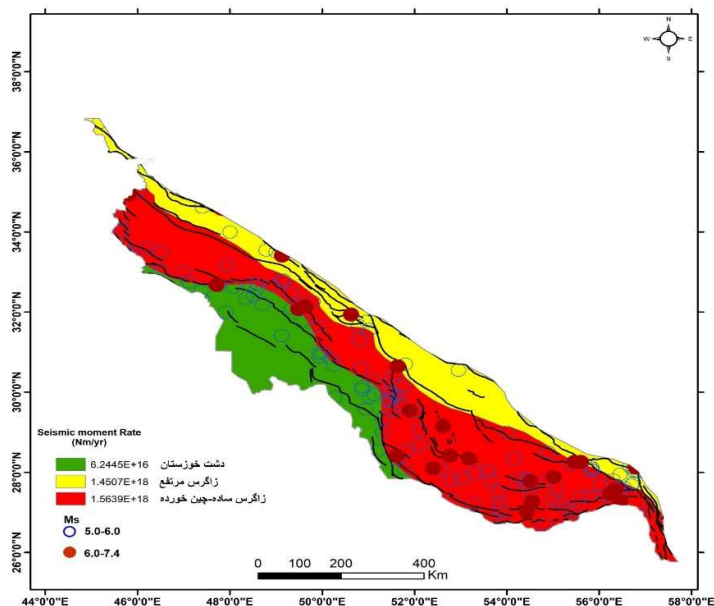 N
W E
S
38°0'0"N
36°0'0"N
34°0'0"N
32°0'0"N
30°0'0"N
28°0'0"N
26°0'0"N
Seismic moment Rate
(Nm/yr)
6.2445E+16 دشت خوزستان
1.4507E+18 زاگرس مرتفع
1.5639E+18 زاگرس ساده-چین خورده
Ms
5.0-6.0
6.0-7.4
0 100 200 400
Km
44°0'0"E 46°0'0"E 48°0'0"E 50°0'0"E 52°0'0"E 54°0'0"E 56°0'0"E 58°0'0"E